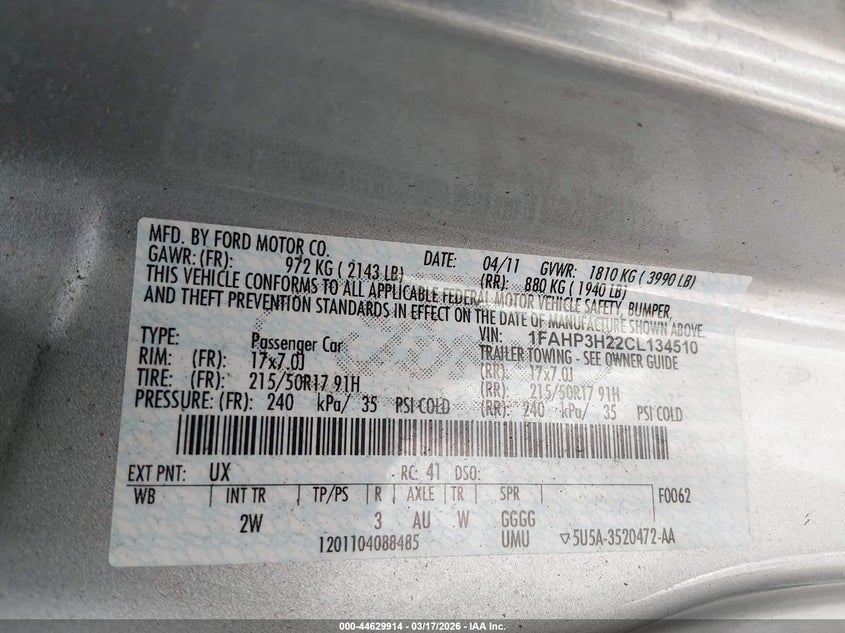 MFD. BY FORD MOTOR CO. DATE: 04/11 GVWR: 1810 KG ( 3990 LB)
GAWR: (FR): 972 KG ( 2143 LB) (RR): 880 KG ( 1940 LB)
THIS VEHICLE CONFORMS TO ALL APPLICABLE FEDERAL MOTOR VEHICLE SAFETY, BUMPER,
AND THEFT PREVENTION STANDARDS IN EFFECT ON THE DATE OF MANUFACTURE SHOWN ABOVE.
VIN: 1FAHP3H22CL134510
TYPE: Passenger Car TRAILER TOWING - SEE OWNER GUIDE
RIM: (FR): 17x7.0J (RR): 17x7.0J
TIRE: (FR): 215/50R17 91H (RR): 215/50R17 91H
PRESSURE: (FR): 240 kPa/ 35 PSI COLD (RR): 240 kPa/ 35 PSI COLD
EXT PNT: UX RC: 41 DSO:
WB INT TR TP/PS R AXLE TR SPR F0062
2W 3 AU W GGGG
1201104088485 UMU ▽5U5A-3520472-AA
000-44629914 - 03/17/2026 - IAA Inc.